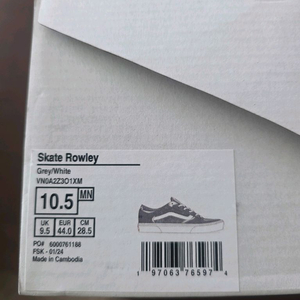 Skate Rowley
Grey/White
VN0A2Z3O1XM
10.5 MN
UK EUR CM
9.5 44.0 28.5
PO# 6000761188
FSK - 01/24
Made in Cambodia
1 97063 76597 4